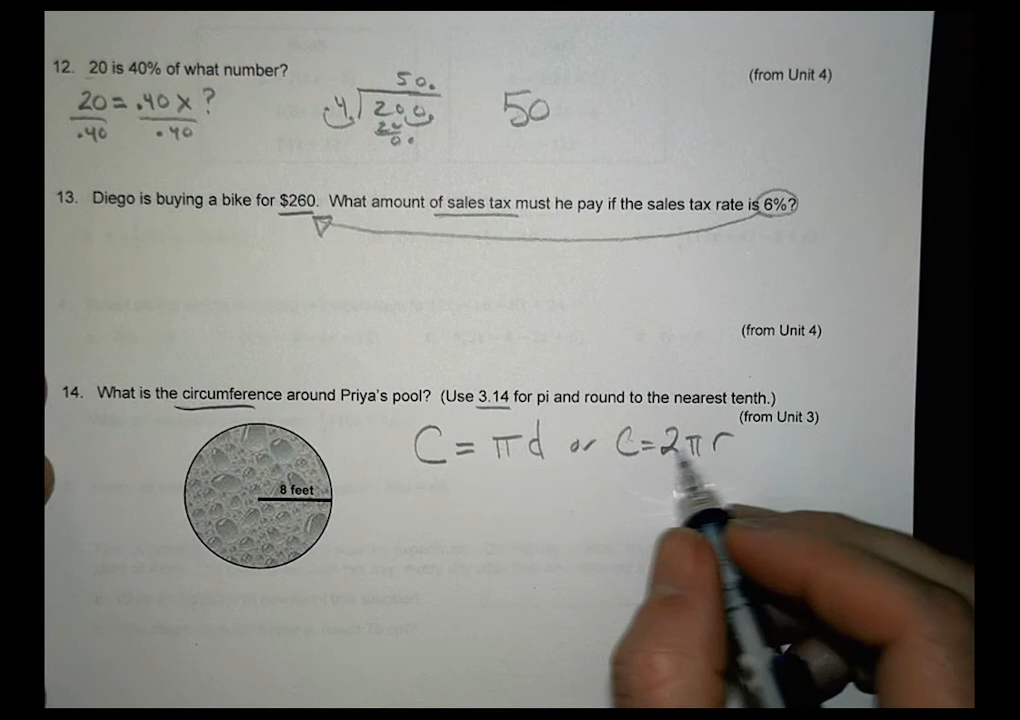 12. 20 is 40% of what number?
(from Unit 4)
20 = .40 x ?
.40 .40
50.
.4 200
20
0.
50
13. Diego is buying a bike for $260. What amount of sales tax must he pay if the sales tax rate is 6%?
(from Unit 4)
14. What is the circumference around Priya's pool? (Use 3.14 for pi and round to the nearest tenth.)
(from Unit 3)
C = πd or C=2πr
8 feet